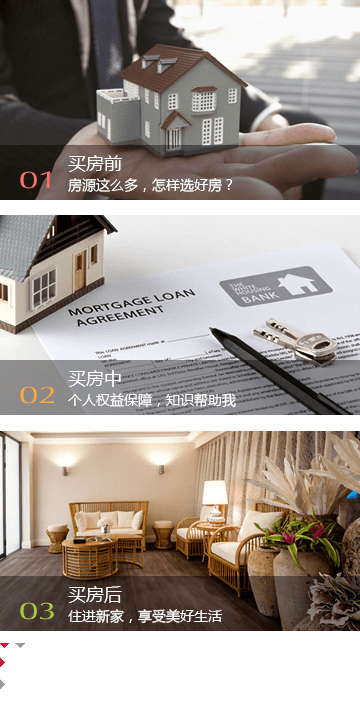 01
买房前
房源这么多，怎样选好房？
MORTGAGE LOAN
AGREEMENT
THE
WHITE
HOUSING
BANK
02
买房中
个人权益保障，知识帮助我
03
买房后
住进新家，享受美好生活